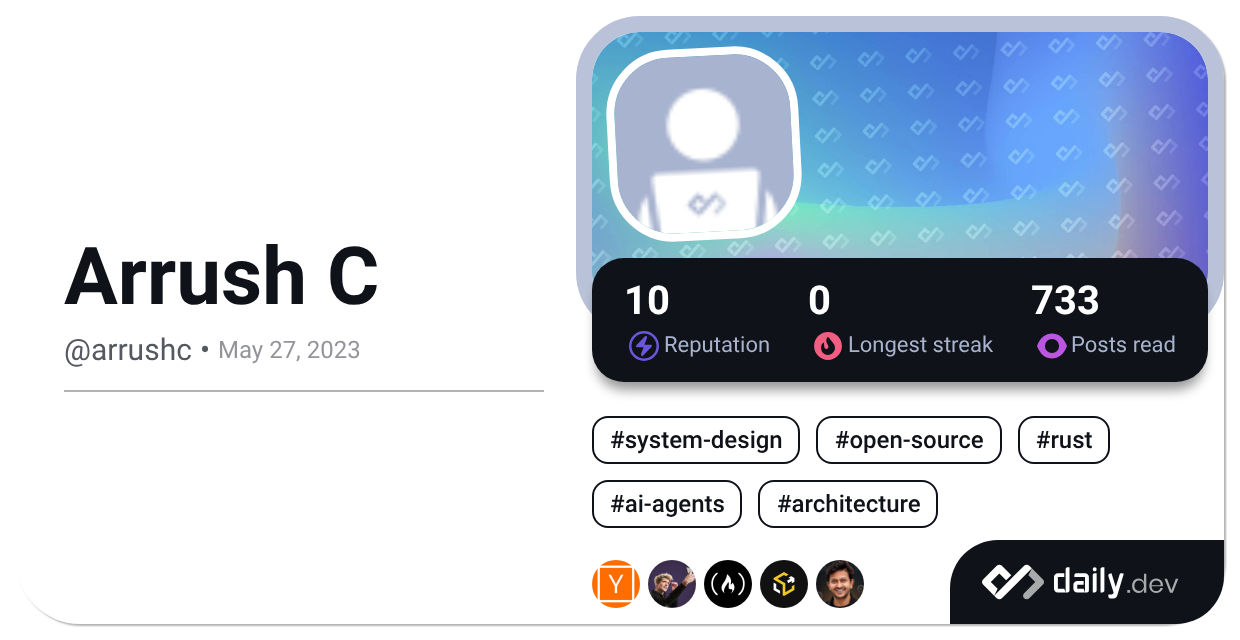 Arrush C
@arrushc • May 27, 2023
10
Reputation
0
Longest streak
733
Posts read
#system-design
#open-source
#rust
#ai-agents
#architecture
Y
daily.dev